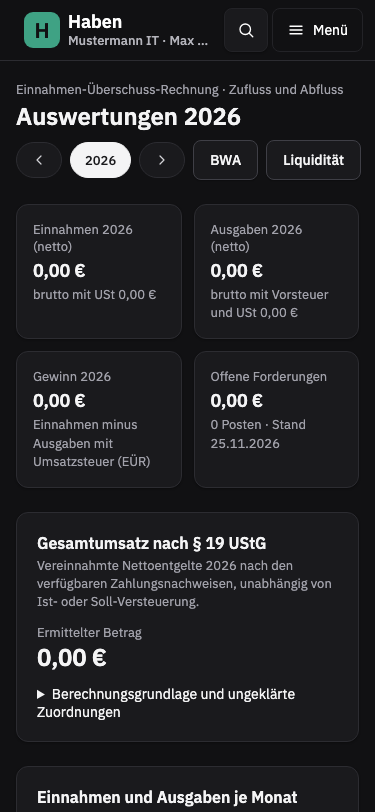 H
Haben
Mustermann IT · Max ...
Menü
Einnahmen-Überschuss-Rechnung · Zufluss und Abfluss
Auswertungen 2026
2026
BWA
Liquidität
Einnahmen 2026
(netto)
0,00 €
brutto mit USt 0,00 €
Ausgaben 2026
(netto)
0,00 €
brutto mit Vorsteuer
und USt 0,00 €
Gewinn 2026
0,00 €
Einnahmen minus
Ausgaben mit
Umsatzsteuer (EÜR)
Offene Forderungen
0,00 €
0 Posten · Stand
25.11.2026
Gesamtumsatz nach § 19 UStG
Vereinnahmte Nettoentgelte 2026 nach den
verfügbaren Zahlungsnachweisen, unabhängig von
Ist- oder Soll-Versteuerung.
Ermittelter Betrag
0,00 €
Berechnungsgrundlage und ungeklärte
Zuordnungen
Einnahmen und Ausgaben je Monat